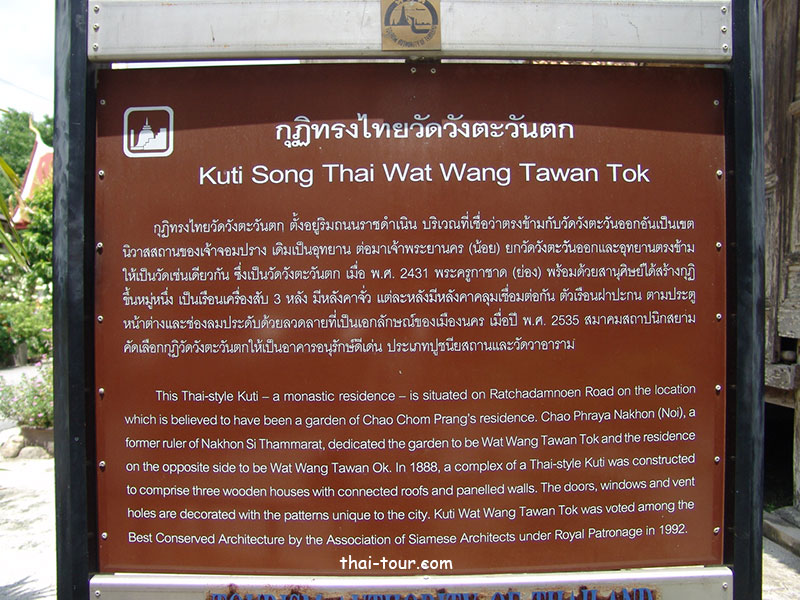 กุฏิทรงไทยวัดวังตะวันตก
Kuti Song Thai Wat Wang Tawan Tok
กุฏิทรงไทยวัดวังตะวันตก ตั้งอยู่ริมถนนราชดำเนิน บริเวณที่เชื่อว่าตรงข้ามกับวัดวังตะวันออกอันเป็นเขต
นิวาสสถานของเจ้าจอมปราง เดิมเป็นอุทยาน ต่อมาเจ้าพระยานคร (น้อย) ยกวัดวังตะวันออกและอุทยานตรงข้าม
ให้เป็นวัดเช่นเดียวกัน ซึ่งเป็นวัดวังตะวันตก เมื่อ พ.ศ. 2431 พระครูกาชาด (ย่อง) พร้อมด้วยสานุศิษย์ได้สร้างกุฏิ
ขึ้นหมู่หนึ่ง เป็นเรือนเครื่องสับ 3 หลัง มีหลังคาจั่ว แต่ละหลังมีหลังคาคลุมเชื่อมต่อกัน ตัวเรือนฝาปะกน ตามประตู
หน้าต่างและช่องลมประดับด้วยลวดลายที่เป็นเอกลักษณ์ของเมืองนคร เมื่อปี พ.ศ. 2535 สมาคมสถาปนิกสยาม
คัดเลือกกุฏิวัดวังตะวันตกให้เป็นอาคารอนุรักษ์ดีเด่น ประเภทปูชนียสถานและวัดวาอาราม
This Thai-style Kuti – a monastic residence – is situated on Ratchadamnoen Road on the location
which is believed to have been a garden of Chao Chom Prang's residence. Chao Phraya Nakhon (Noi), a
former ruler of Nakhon Si Thammarat, dedicated the garden to be Wat Wang Tawan Tok and the residence
on the opposite side to be Wat Wang Tawan Ok. In 1888, a complex of a Thai-style Kuti was constructed
to comprise three wooden houses with connected roofs and panelled walls. The doors, windows and vent
holes are decorated with the patterns unique to the city. Kuti Wat Wang Tawan Tok was voted among the
Best Conserved Architecture by the Association of Siamese Architects under Royal Patronage in 1992.
thai-tour.com
TOURISM AUTHORITY OF THAILAND